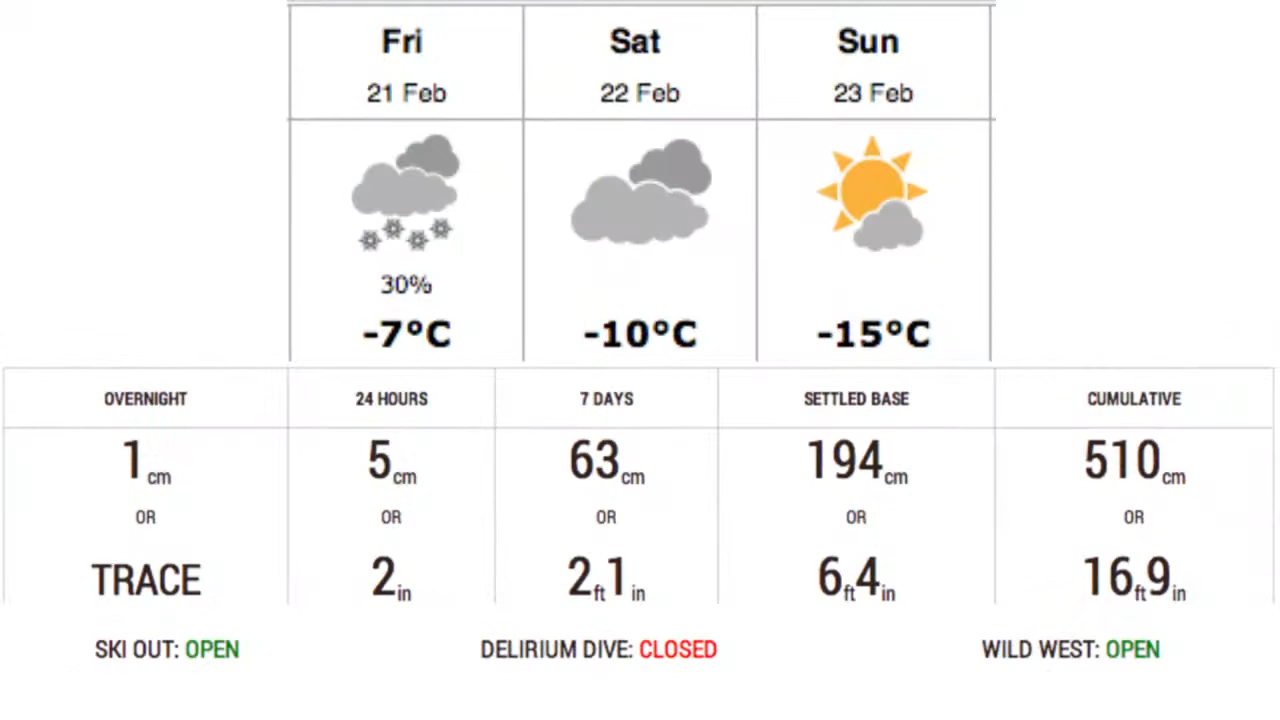 Fri Sat Sun
21 Feb 22 Feb 23 Feb
30%
-7°C -10°C -15°C
OVERNIGHT 24 HOURS 7 DAYS SETTLED BASE CUMULATIVE
1cm 5cm 63cm 194cm 510cm
OR OR OR OR OR
TRACE 2in 2ft1in 6ft4in 16ft9in
SKI OUT: OPEN DELIRIUM DIVE: CLOSED WILD WEST: OPEN